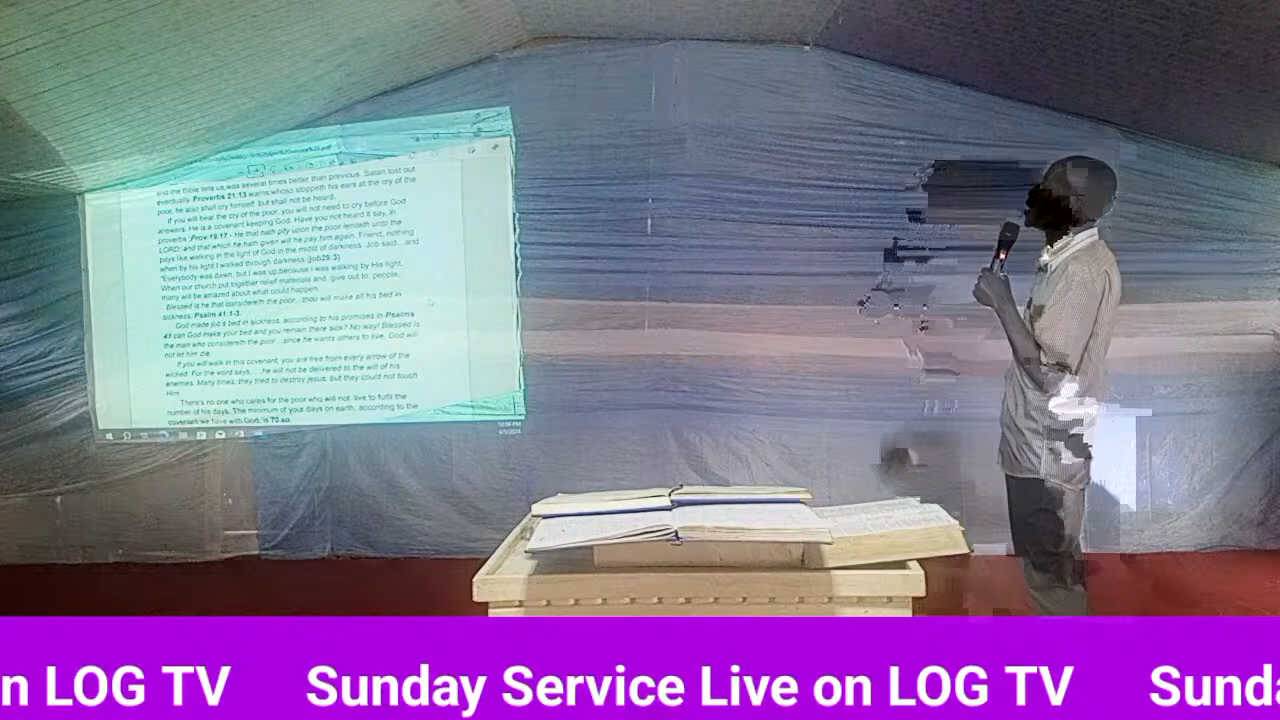 and the Bible tells us,was several times better than previous. Satan lost out
eventually. Proverbs 21.13 warns;whoso stoppeth his ears at the cry of the
poor, he also shall cry himself, but shall not be heard.
If you will hear the cry of the poor, you will not need to cry before God
answers. He is a covenant keeping God. Have you not heard it say, in
proverbs :Prov 19.17 - He that hath pity upon the poor lendeth unto the
LORD; and that which he hath given will he pay him again. Friend, nothing
pays like walking in the light of God in the midst of darkness. Job said...and
when by his light I walked through darkness.(job29.3)
"Everybody was down, but i was up,because i was walking by His light.
When our church put together relief materials and, give out to people,
many will be amazed about what could happen.
Blessed is he that considereth the poor...thou will make all his bed in
sickness. Psalm 41.1-3.
God made job's bed in sickness, according to his promises in Psalms
41 can God make your bed and you remain there sick? No way! Blessed is
the man who considereth the poor ...since he wants others to live, God will
not let him die.
If you will walk in this covenant, you are free from every arrow of the
wicked. For the word says, ....he will not be delivered to the will of his
enemies. Many times, they tried to destroy jesus, but they could not touch
Him.
There's no one who cares for the poor who will not, live to fulfil the
number of his days. The minimum of your days on earth, according to the
covenant we have with God, is 70.so
n LOG TV Sunday Service Live on LOG TV Sunda